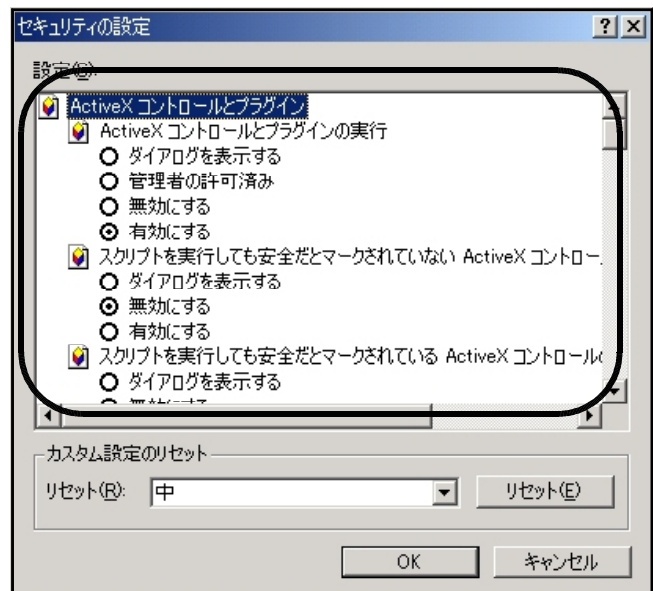 セキュリティの設定
設定(S):
ActiveX コントロールとプラグイン
ActiveX コントロールとプラグインの実行
ダイアログを表示する
管理者の許可済み
無効にする
有効にする
スクリプトを実行しても安全だとマークされていない ActiveX コントロー
ダイアログを表示する
無効にする
有効にする
スクリプトを実行しても安全だとマークされている ActiveX コントロール
ダイアログを表示する
カスタム設定のリセット
リセット(R):
中
リセット(E)
OK
キャンセル